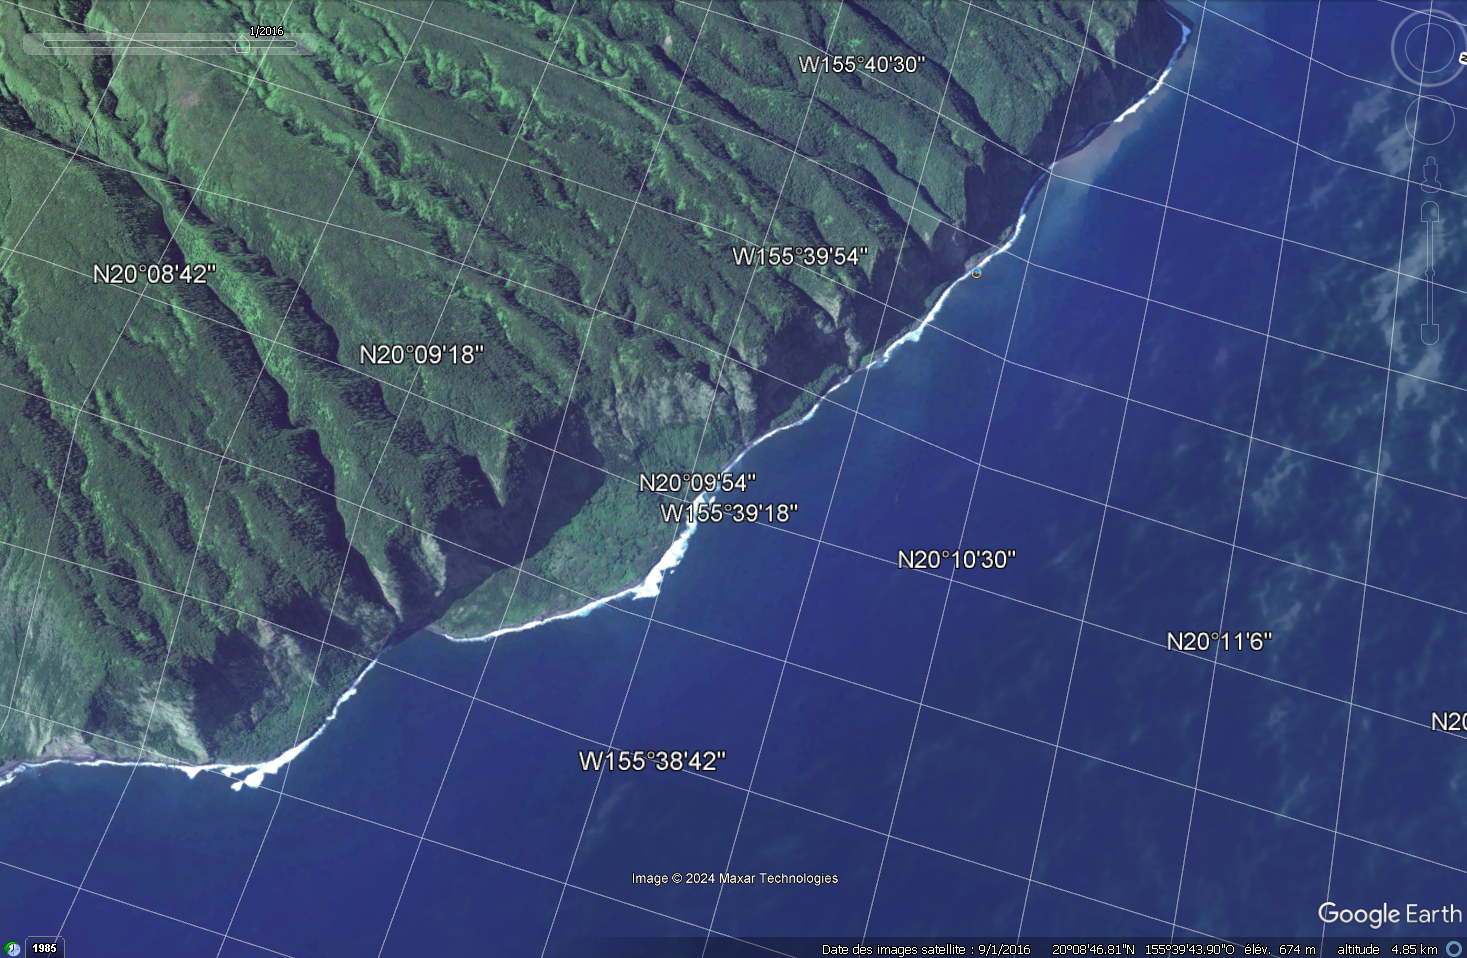 1/2016
W155°40'30"
W155°39'54"
N20°08'42"
N20°09'18"
N20°09'54"
W155°39'18"
N20°10'30"
N20°11'6"
N20
W155°38'42"
Image © 2024 Maxar Technologies
Google Earth
1985
Date des images satellite : 9/1/2016 20°08'46.81"N 155°39'43.90"O élév. 674 m altitude 4.85 km